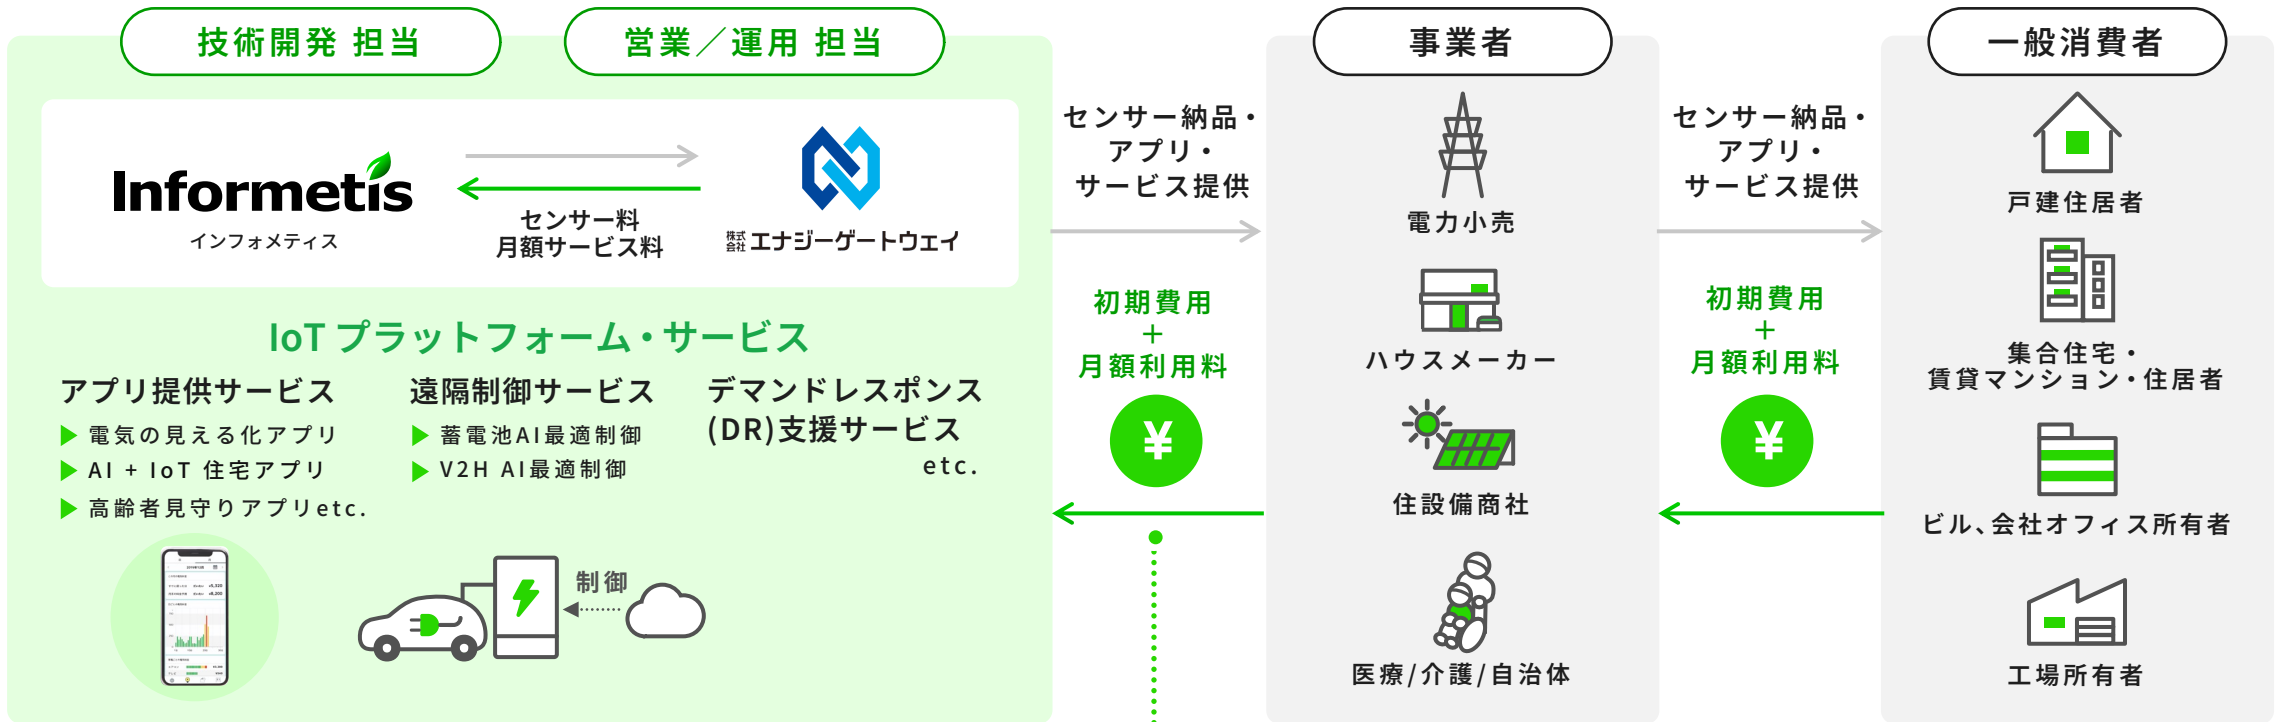 技術開発 担当
営業／運用 担当
Informetis
インフォメティス
センサー料
月額サービス料
株式会社エナジーゲートウェイ
IoT プラットフォーム・サービス
アプリ提供サービス
電気の見える化アプリ
AI + IoT 住宅アプリ
高齢者見守りアプリetc.
遠隔制御サービス
蓄電池AI最適制御
V2H AI最適制御
デマンドレスポンス
(DR)支援サービス
etc.
制御
センサー納品・
アプリ・
サービス提供
初期費用
＋
月額利用料
¥
事業者
電力小売
ハウスメーカー
住設備商社
医療/介護/自治体
センサー納品・
アプリ・
サービス提供
初期費用
＋
月額利用料
¥
一般消費者
戸建住居者
集合住宅・
賃貸マンション・住居者
ビル、会社オフィス所有者
工場所有者